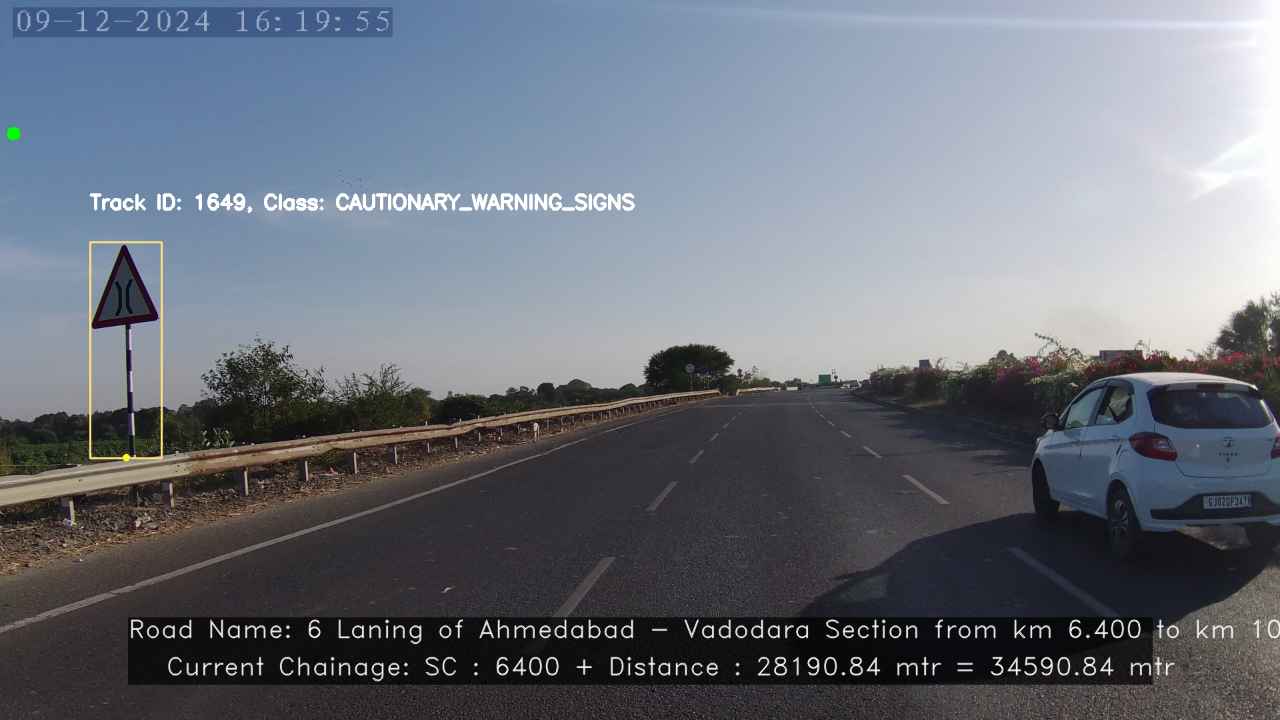 09-12-2024 16:19:55
Track ID: 1649, Class: CAUTIONARY_WARNING_SIGNS
Road Name: 6 Laning of Ahmedabad - Vadodara Section from km 6.400 to km 10
Current Chainage: SC : 6400 + Distance : 28190.84 mtr = 34590.84 mtr